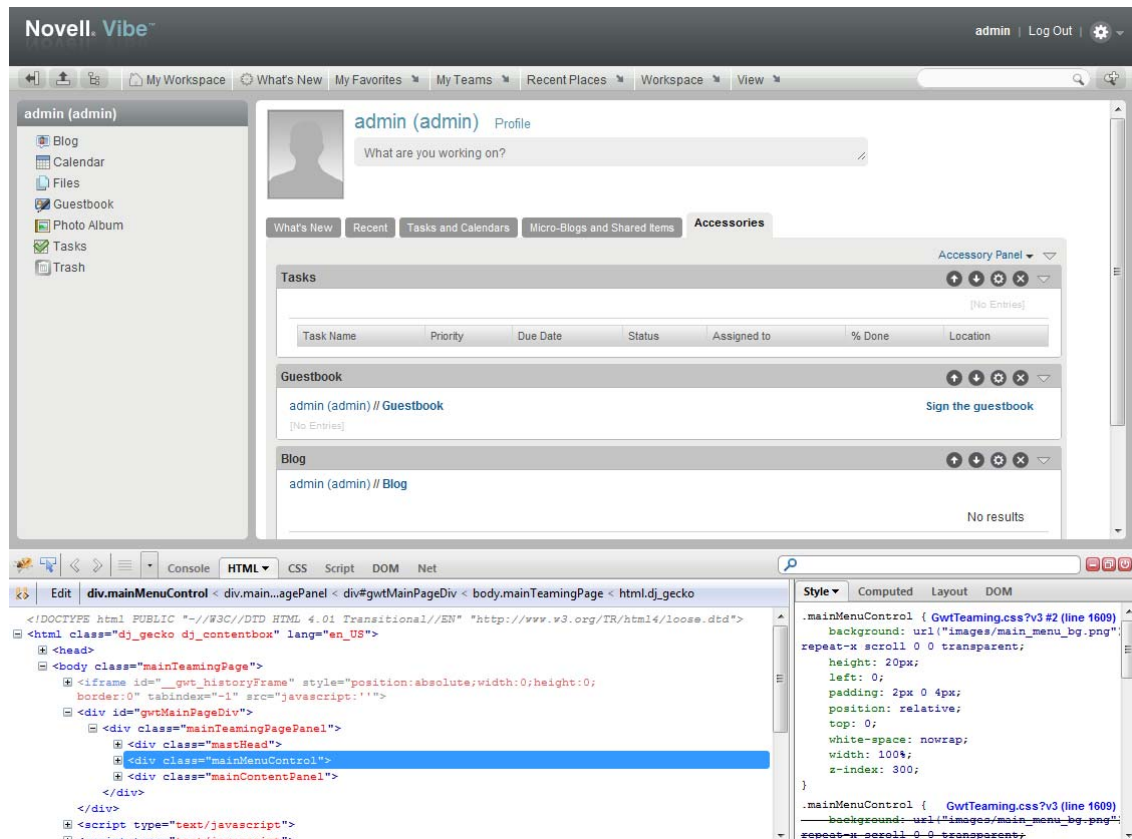 Novell. Vibe™
admin | Log Out |
My Workspace What's New My Favorites My Teams Recent Places Workspace View
admin (admin)
Blog
Calendar
Files
Guestbook
Photo Album
Tasks
Trash
admin (admin) Profile
What are you working on?
What's New Recent Tasks and Calendars Micro-Blogs and Shared Items Accessories
Accessory Panel
Tasks
[No Entries]
Task Name Priority Due Date Status Assigned to % Done Location
Guestbook
admin (admin) // Guestbook Sign the guestbook
[No Entries]
Blog
admin (admin) // Blog
No results
Console HTML CSS Script DOM Net
Edit div.mainMenuControl < div.main...agePanel < div#gwtMainPageDiv < body.mainTeamingPage < html.dj_gecko
<!DOCTYPE html PUBLIC "-//W3C//DTD HTML 4.01 Transitional//EN" "http://www.w3.org/TR/html4/loose.dtd">
<html class="dj_gecko dj_contentbox" lang="en_US">
<head>
<body class="mainTeamingPage">
<iframe id="__gwt_historyFrame" style="position:absolute;width:0;height:0;
border:0" tabindex="-1" src="javascript:''">
<div id="gwtMainPageDiv">
<div class="mainTeamingPagePanel">
<div class="mastHead">
<div class="mainMenuControl">
<div class="mainContentPanel">
</div>
</div>
<script type="text/javascript">
Style Computed Layout DOM
.mainMenuControl { GwtTeaming.css?v3 #2 (line 1609)
background: url("images/main_menu_bg.png")
repeat-x scroll 0 0 transparent;
height: 20px;
left: 0;
padding: 2px 0 4px;
position: relative;
top: 0;
white-space: nowrap;
width: 100%;
z-index: 300;
}
.mainMenuControl { GwtTeaming.css?v3 (line 1609)
background: url("images/main_menu_bg.png")
repeat-x scroll 0 0 transparent;